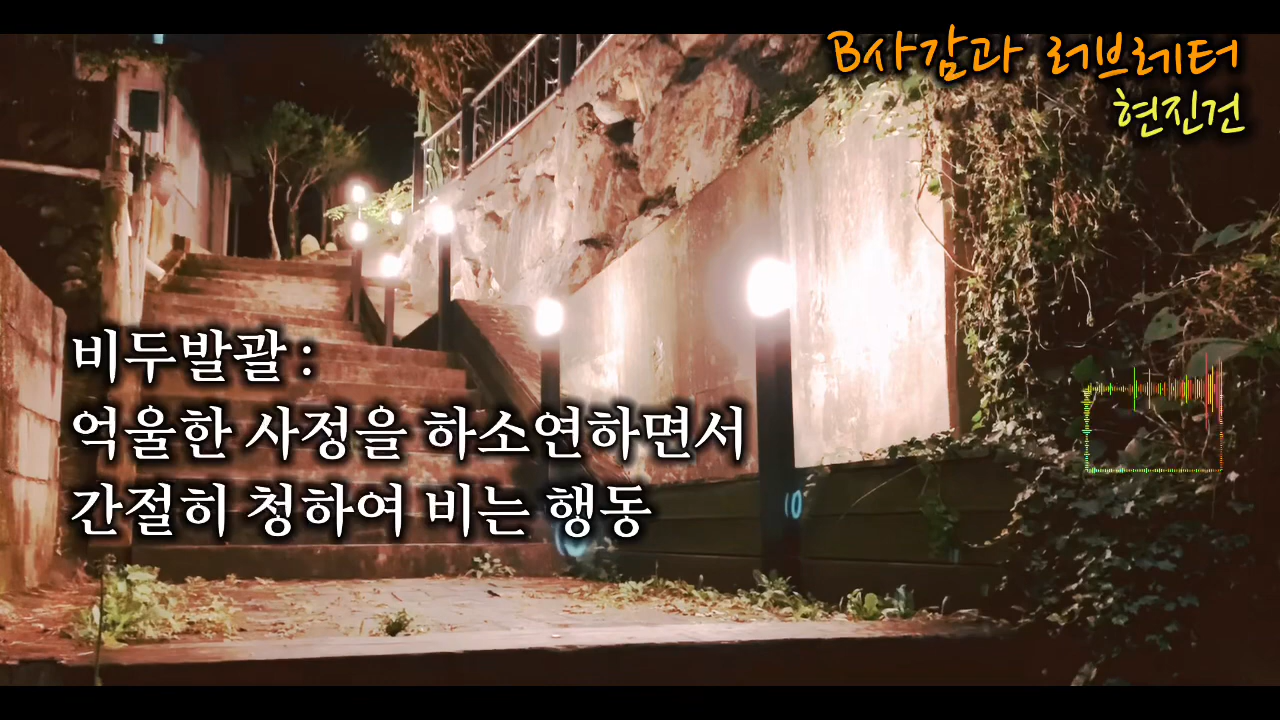 B사감과 러브레터
현진건
비두발괄 :
억울한 사정을 하소연하면서
간절히 청하여 비는 행동
10